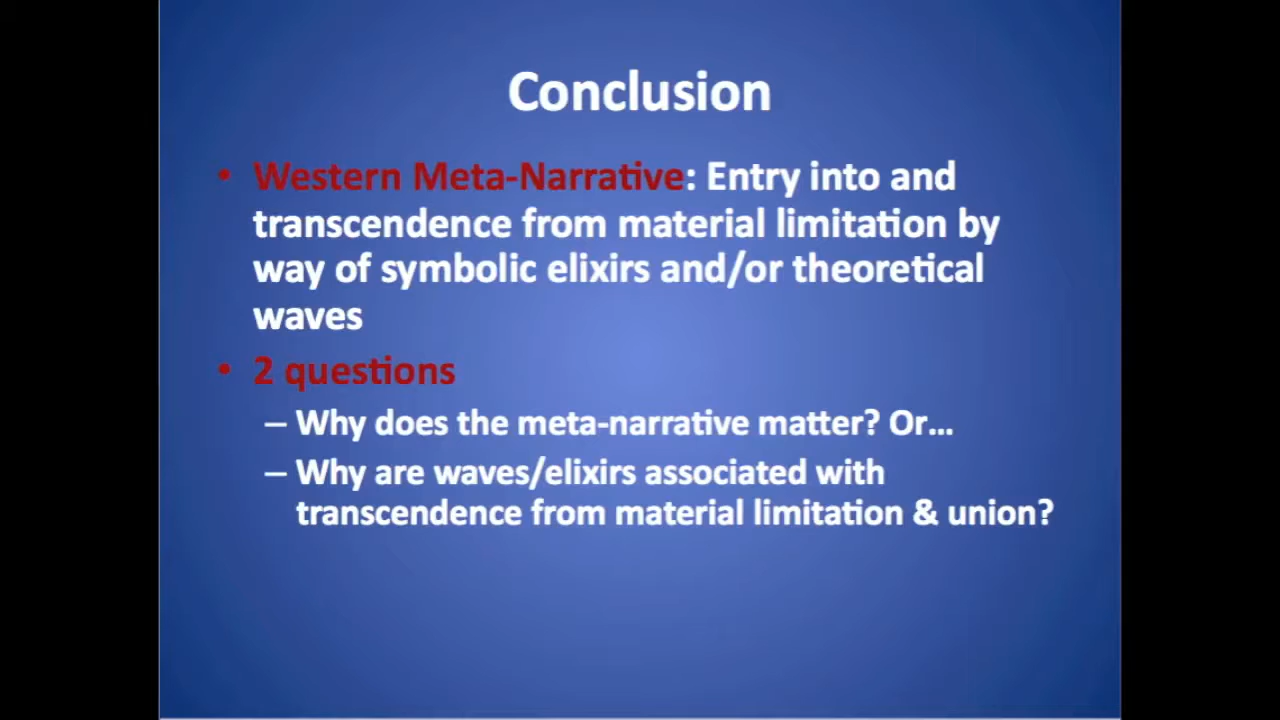 Conclusion
• Western Meta-Narrative: Entry into and
transcendence from material limitation by
way of symbolic elixirs and/or theoretical
waves
• 2 questions
– Why does the meta-narrative matter? Or…
– Why are waves/elixirs associated with
transcendence from material limitation & union?